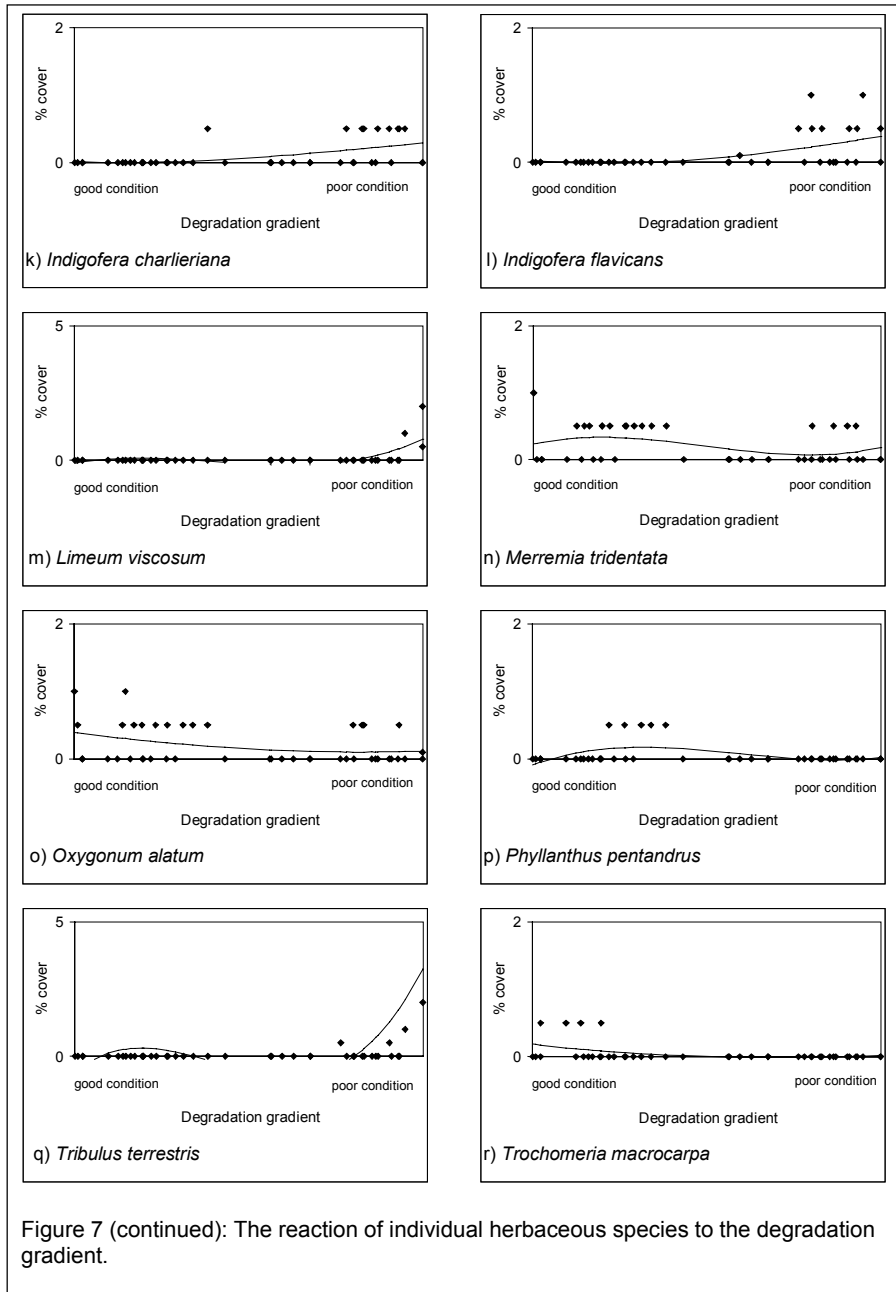 2
% cover
0
good condition
poor condition
Degradation gradient
k) Indigofera charlieriana
2
% cover
0
good condition
poor condition
Degradation gradient
l) Indigofera flavicans
5
% cover
0
good condition
poor condition
Degradation gradient
m) Limeum viscosum
2
% cover
0
good condition
poor condition
Degradation gradient
n) Merremia tridentata
2
% cover
0
good condition
poor condition
Degradation gradient
o) Oxygonum alatum
2
% cover
0
good condition
poor condition
Degradation gradient
p) Phyllanthus pentandrus
5
% cover
0
good condition
poor condition
Degradation gradient
q) Tribulus terrestris
2
% cover
0
good condition
poor condition
Degradation gradient
r) Trochomeria macrocarpa
Figure 7 (continued): The reaction of individual herbaceous species to the degradation
gradient.